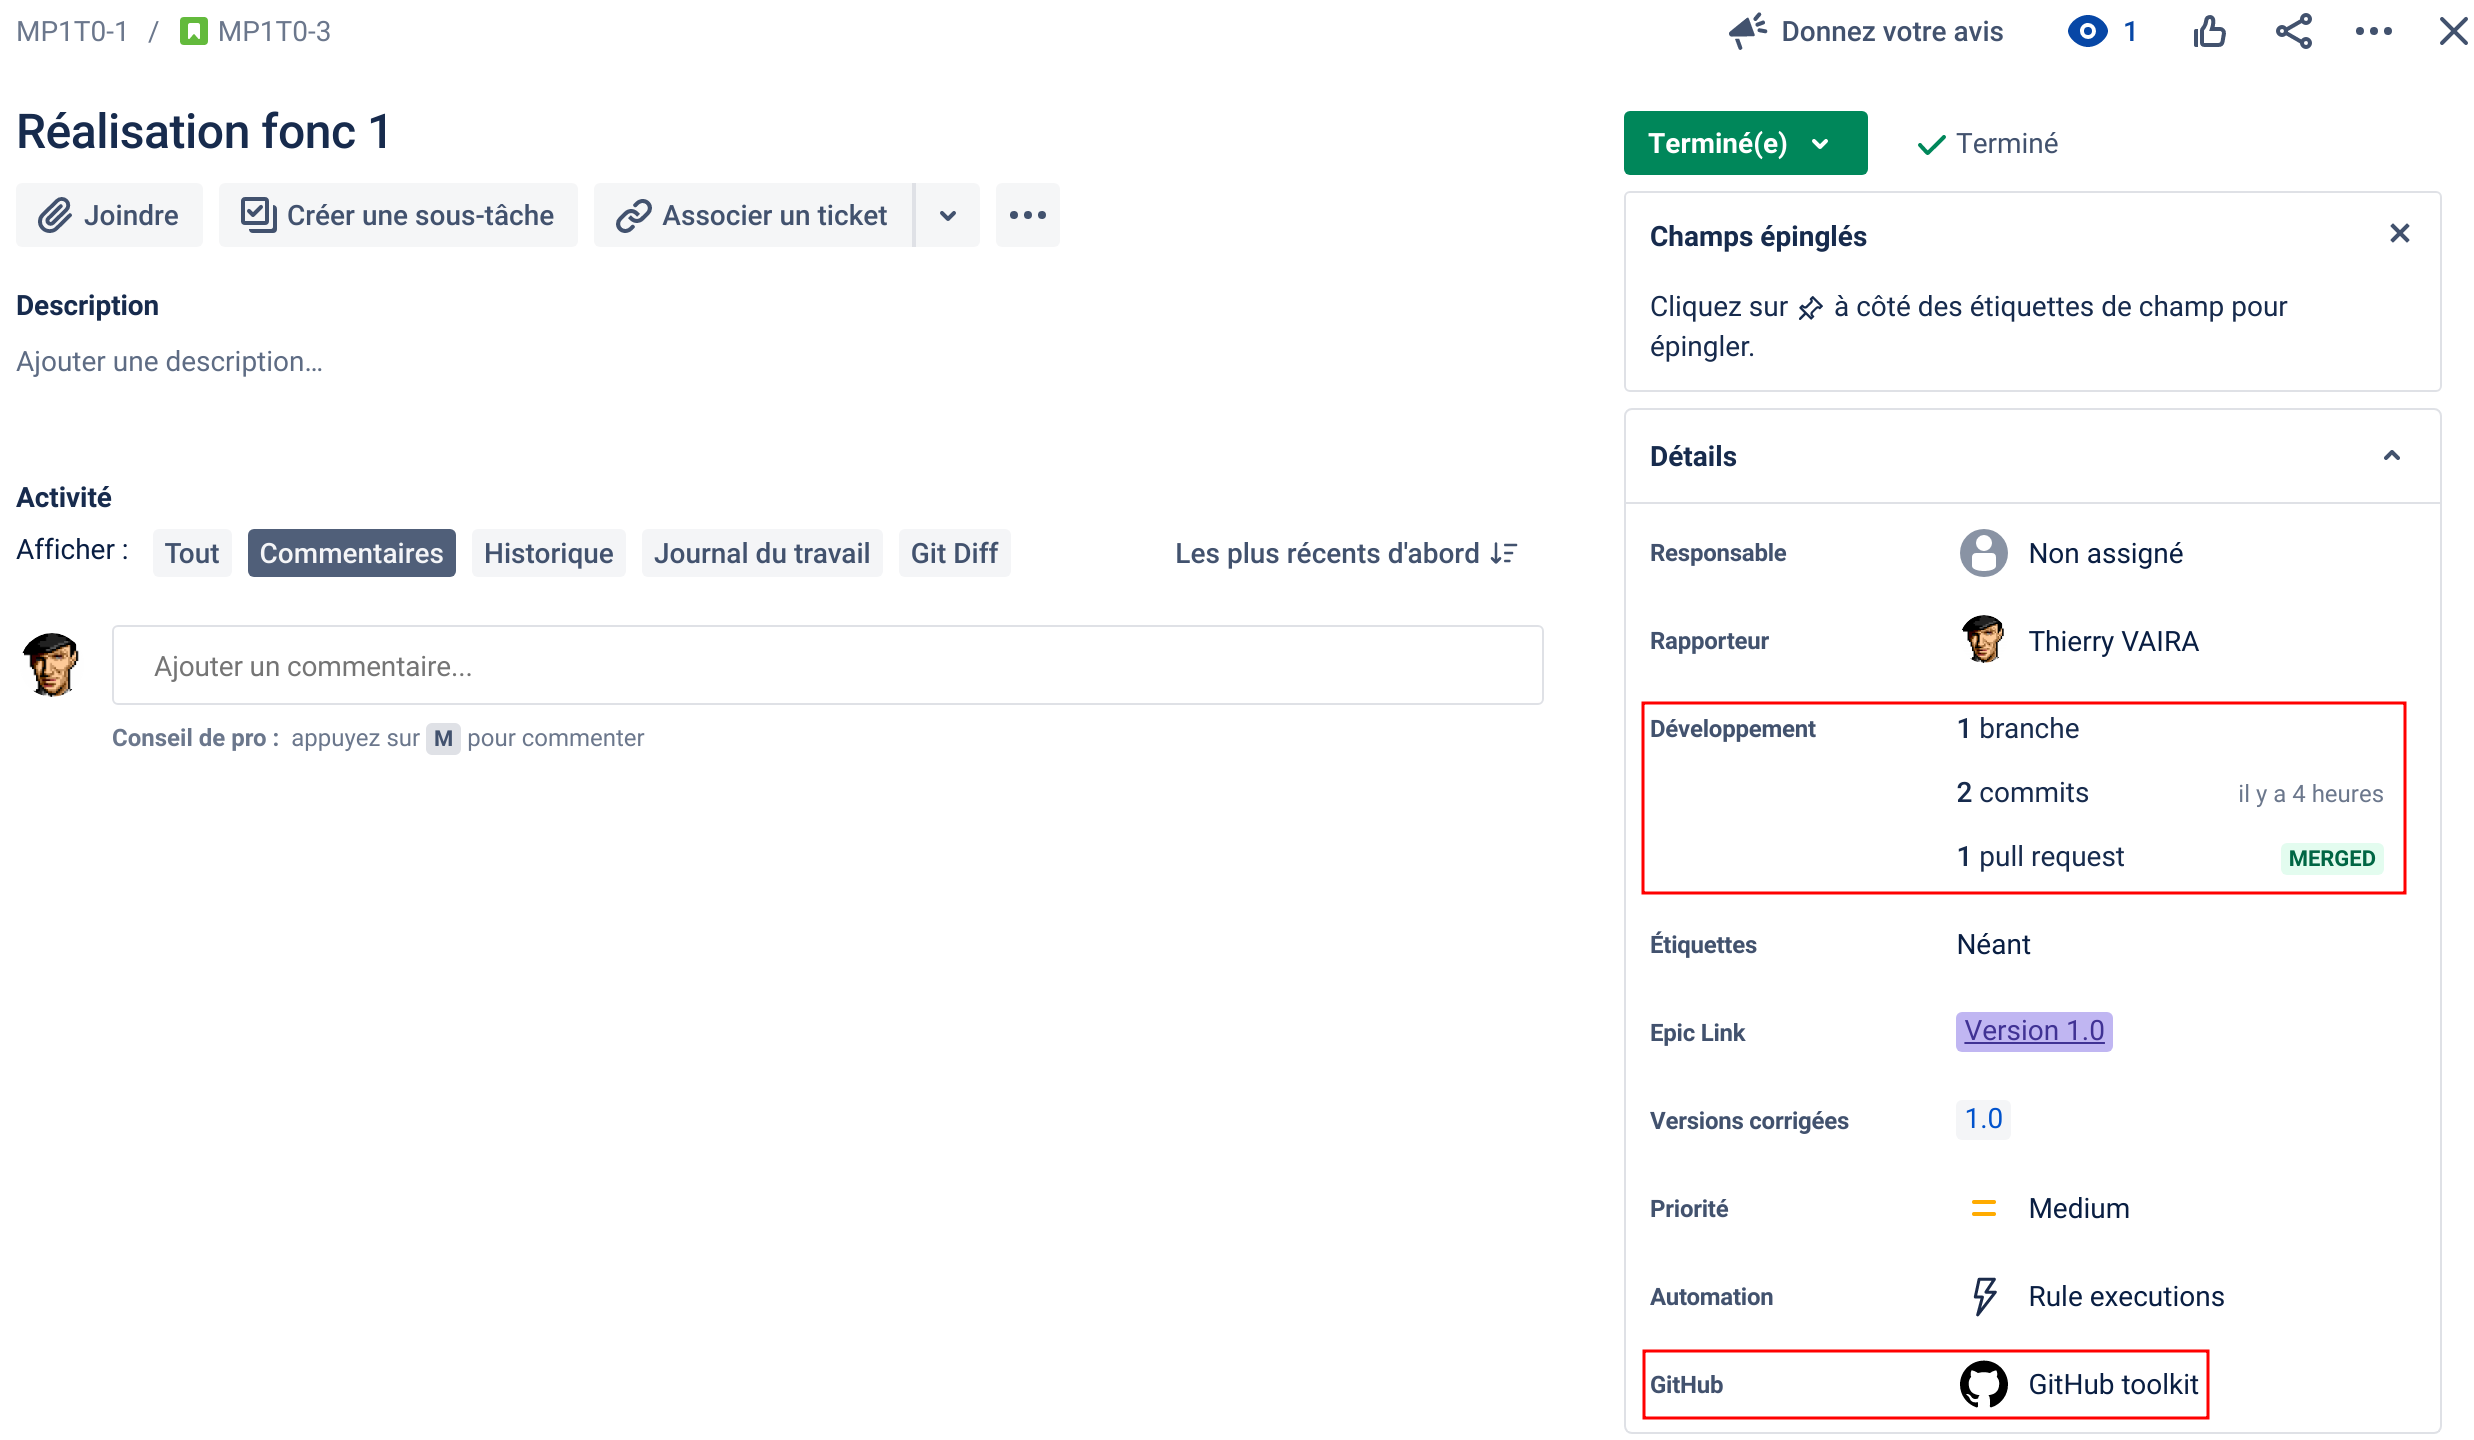 MP1T0-1 / MP1T0-3
Donnez votre avis
1
Réalisation fonc 1
Joindre
Créer une sous-tâche
Associer un ticket
Description
Ajouter une description…
Activité
Afficher :
Tout
Commentaires
Historique
Journal du travail
Git Diff
Les plus récents d'abord
Ajouter un commentaire...
Conseil de pro : appuyez sur M pour commenter
Terminé(e)
Terminé
Champs épinglés
Cliquez sur à côté des étiquettes de champ pour
épingler.
Détails
Responsable
Non assigné
Rapporteur
Thierry VAIRA
Développement
1 branche
2 commits
il y a 4 heures
1 pull request
MERGED
Étiquettes
Néant
Epic Link
Version 1.0
Versions corrigées
1.0
Priorité
Medium
Automation
Rule executions
GitHub
GitHub toolkit